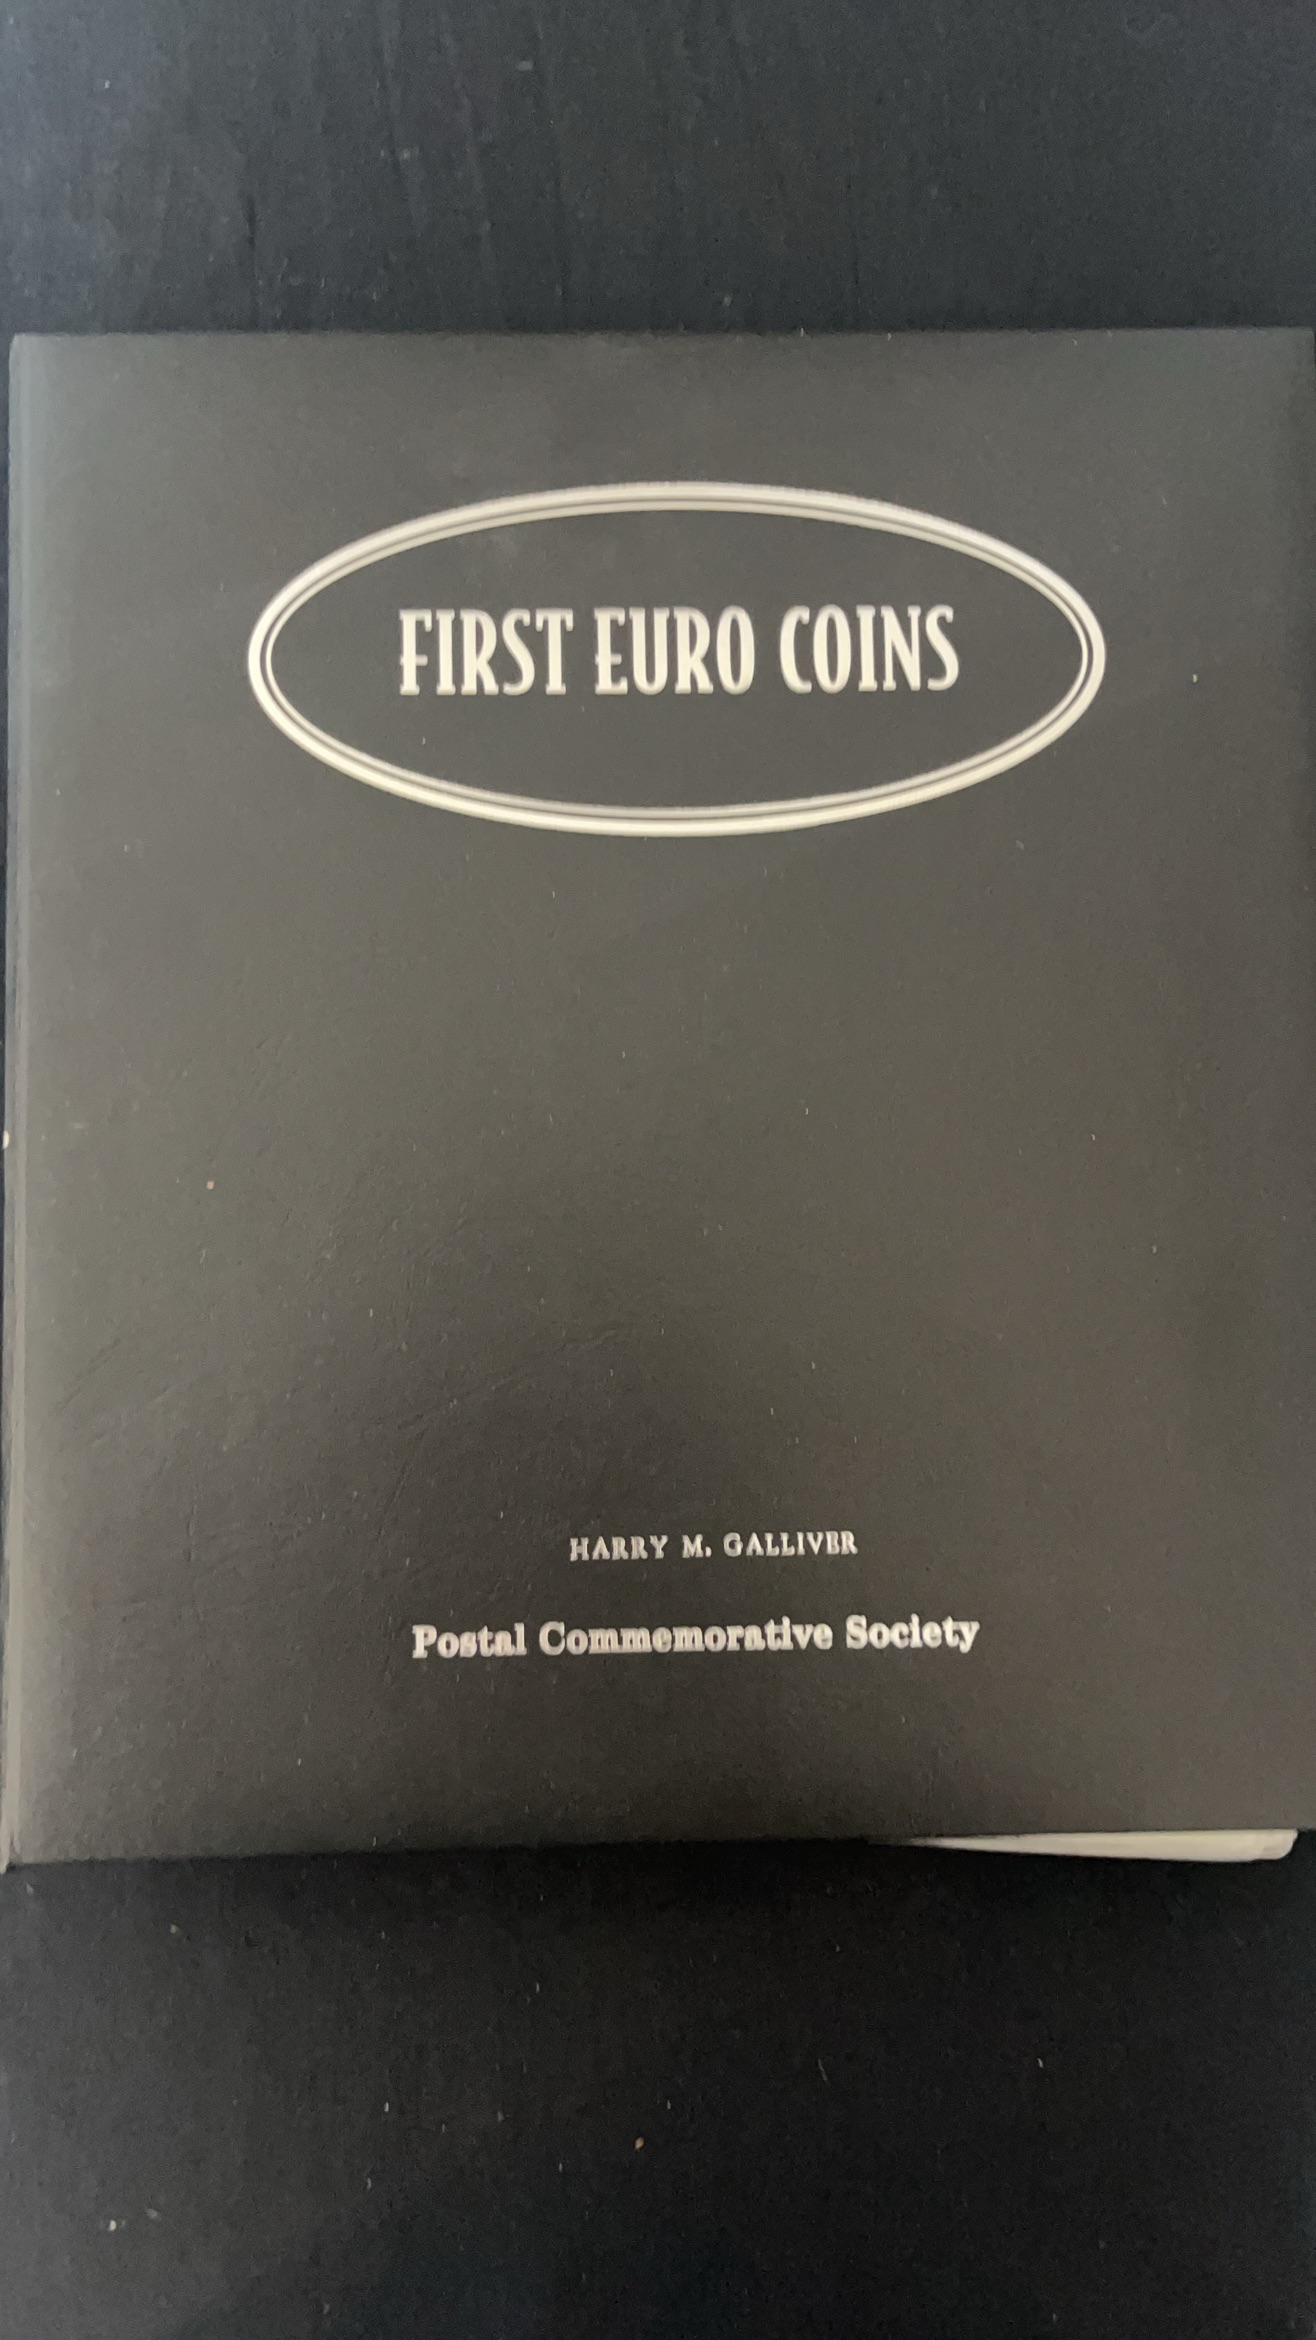 FIRST EURO COINS
HARRY M. GALLIVER
Postal Commemorative Society